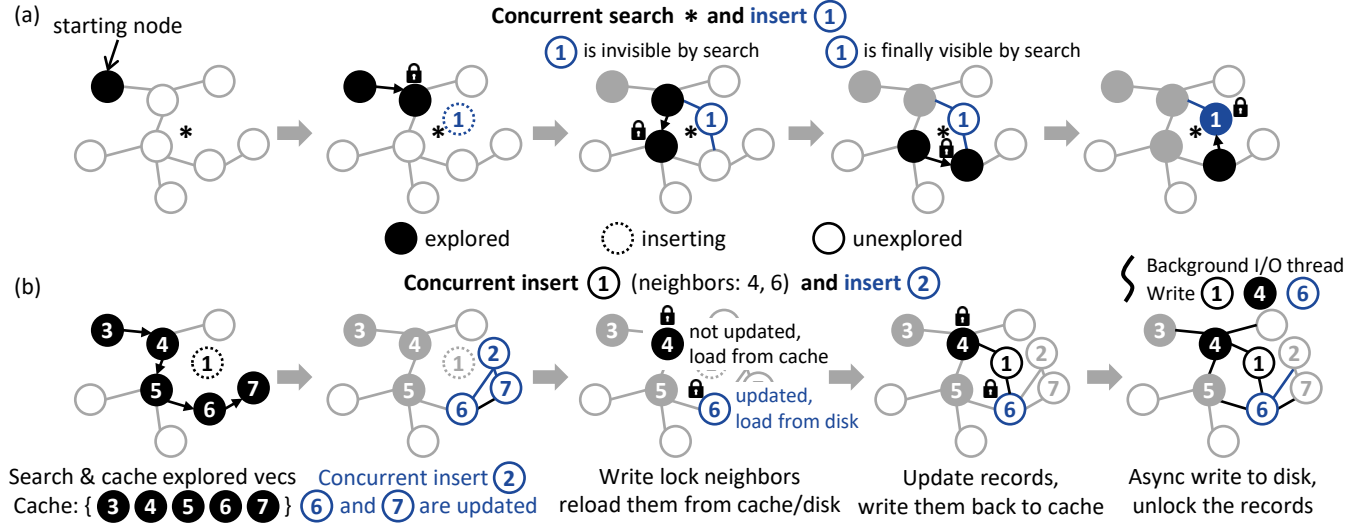 (a)
Concurrent search * and insert 1
starting node
1 is invisible by search
1 is finally visible by search
*
* 1
* 1
* 1
* 1
explored
inserting
unexplored
(b)
Concurrent insert 1 (neighbors: 4, 6) and insert 2
Background I/O thread
Write 1 4 6
3 4 1 5 6 7
3 4 1 2 5 6 7
3 4 not updated,
load from cache
5 6 updated,
load from disk
3 4 1 2 5 6 7
3 4 1 2 5 6 7
Search & cache explored vecs
Cache: { 3 4 5 6 7 }
Concurrent insert 2
6 and 7 are updated
Write lock neighbors
reload them from cache/disk
Update records,
write them back to cache
Async write to disk,
unlock the records